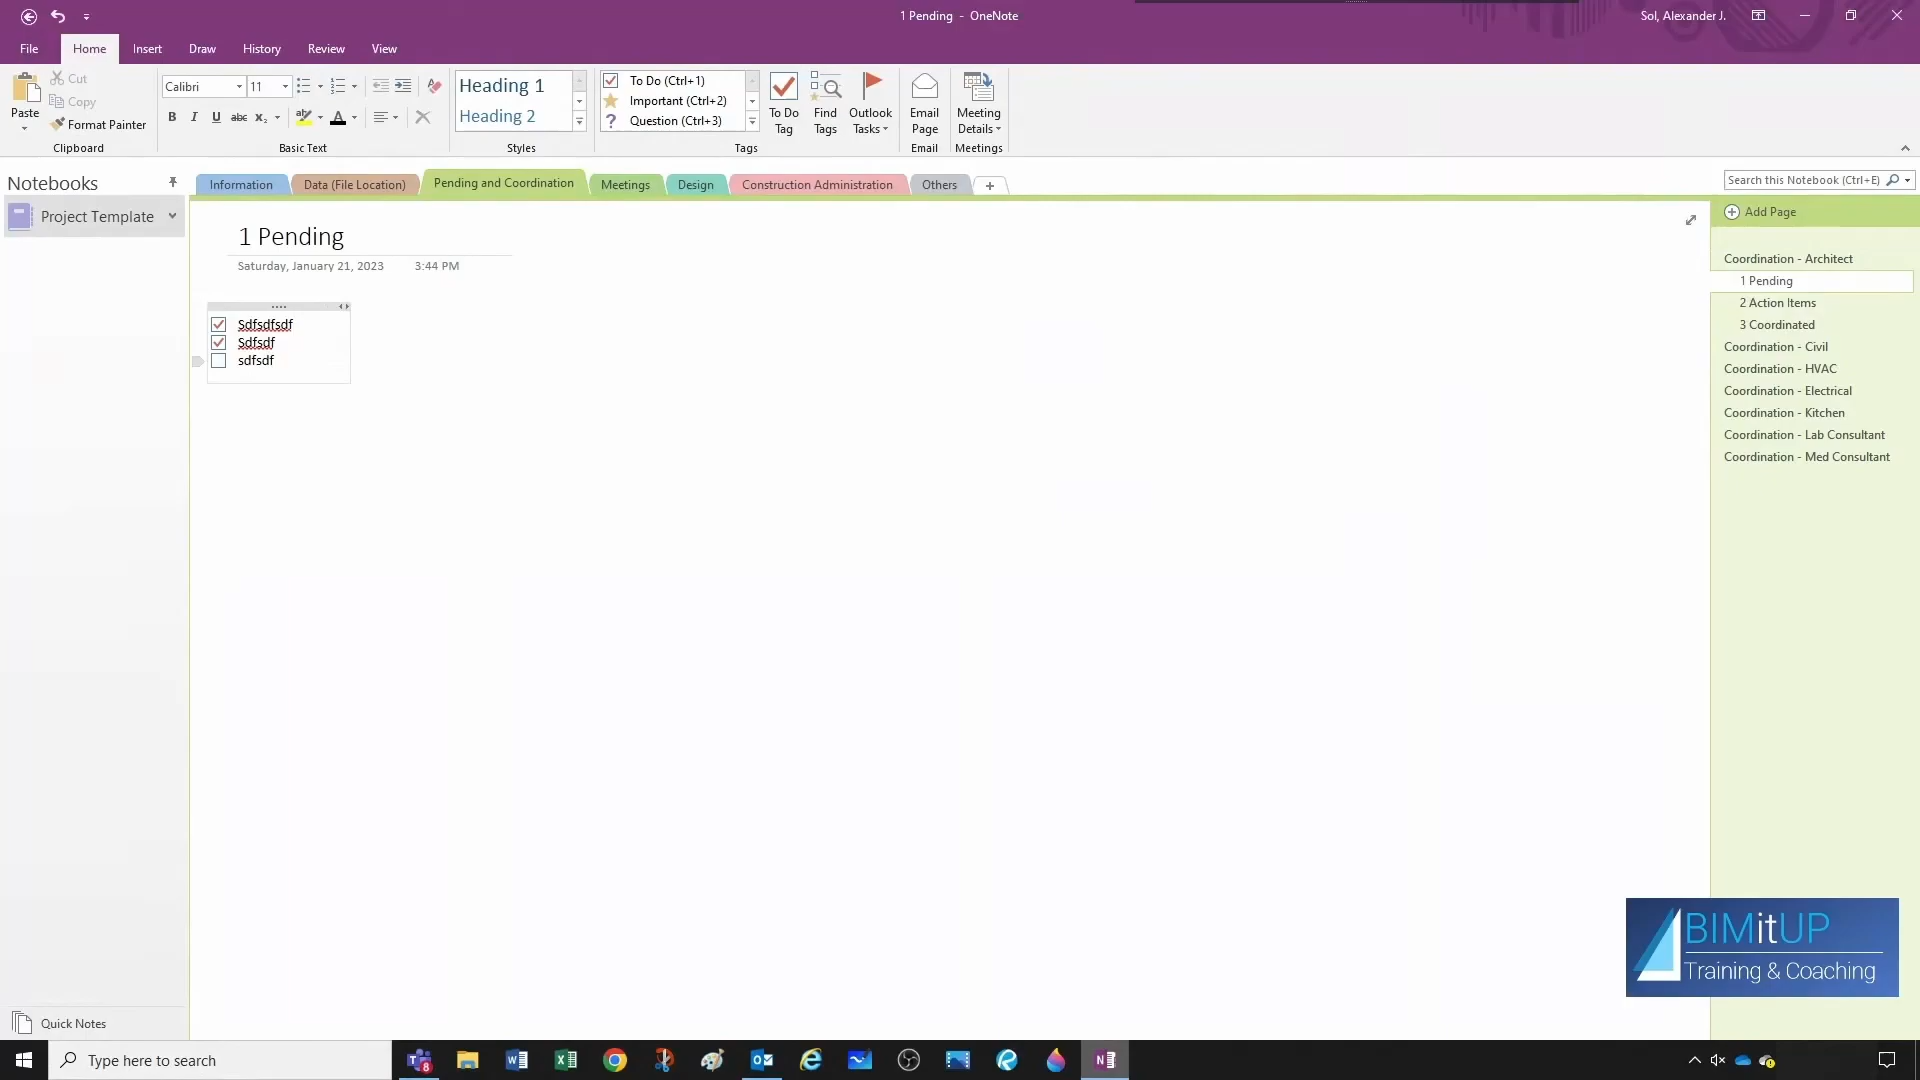 1 Pending - OneNote
Sol, Alexander J.
File Home Insert Draw History Review View
Paste
Cut
Copy
Format Painter
Clipboard
Calibri 11
B I U abc x₂ ab A
Basic Text
Heading 1
Heading 2
Styles
To Do (Ctrl+1)
Important (Ctrl+2)
? Question (Ctrl+3)
To Do
Tag
Find
Tags
Outlook
Tasks
Tags
Email
Page
Email
Meeting
Details
Meetings
Notebooks
Project Template
Information Data (File Location) Pending and Coordination Meetings Design Construction Administration Others +
Search this Notebook (Ctrl+E)
1 Pending
Saturday, January 21, 2023 3:44 PM
Sdfsdfsdf
Sdfsdf
sdfsdf
Add Page
Coordination - Architect
1 Pending
2 Action Items
3 Coordinated
Coordination - Civil
Coordination - HVAC
Coordination - Electrical
Coordination - Kitchen
Coordination - Lab Consultant
Coordination - Med Consultant
BIMitUP
Training & Coaching
Quick Notes
Type here to search